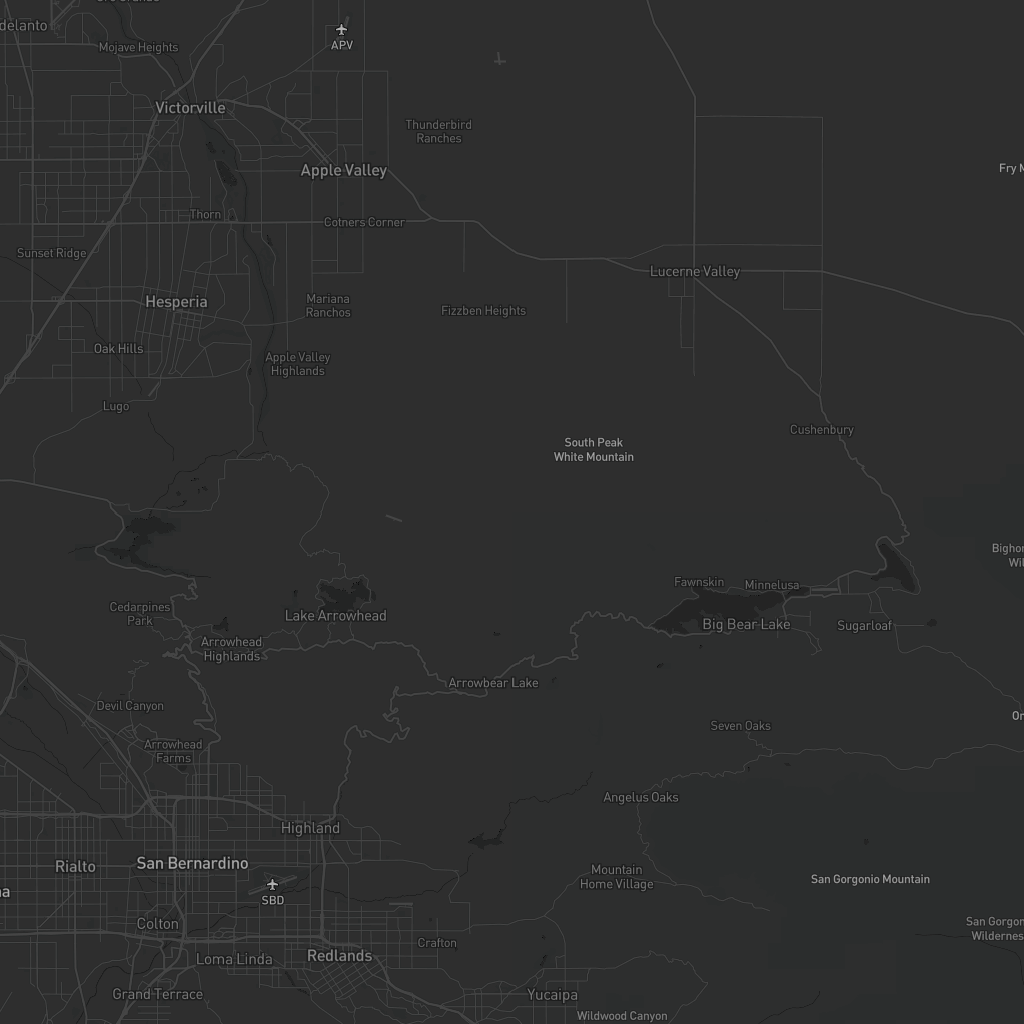 delanto
Mojave Heights
APV
Victorville
Thunderbird
Ranches
Apple Valley
Fry M
Thorn
Cotners Corner
Sunset Ridge
Lucerne Valley
Hesperia
Mariana
Ranchos
Fizzben Heights
Oak Hills
Apple Valley
Highlands
Lugo
Cushenbury
South Peak
White Mountain
Bighor
Wil
Fawnskin
Minnelusa
Cedarpines
Park
Lake Arrowhead
Big Bear Lake
Sugarloaf
Arrowhead
Highlands
Arrowbear Lake
Devil Canyon
Or
Seven Oaks
Arrowhead
Farms
Angelus Oaks
Highland
Rialto
San Bernardino
Mountain
Home Village
San Gorgonio Mountain
na
SBD
Colton
San Gorgon
Wildernes
Crafton
Loma Linda
Redlands
Grand Terrace
Yucaipa
Wildwood Canyon